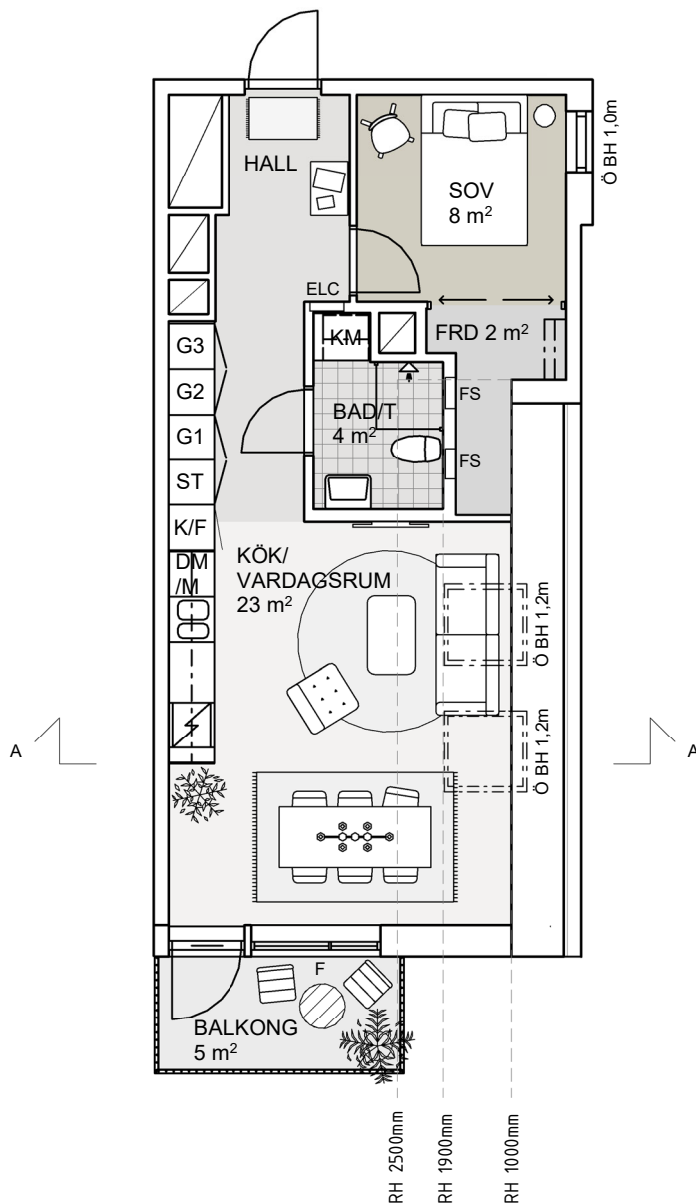 Ö BH 1,0m
HALL
SOV
8 m²
ELC
KM
FRD 2 m²
G3
G2
G1
ST
K/F
DM
/M
BAD/T
4 m²
FS
FS
KÖK/
VARDAGSRUM
23 m²
Ö BH 1,2m
Ö BH 1,2m
A
A
F
BALKONG
5 m²
RH 2500mm
RH 1900mm
RH 1000mm